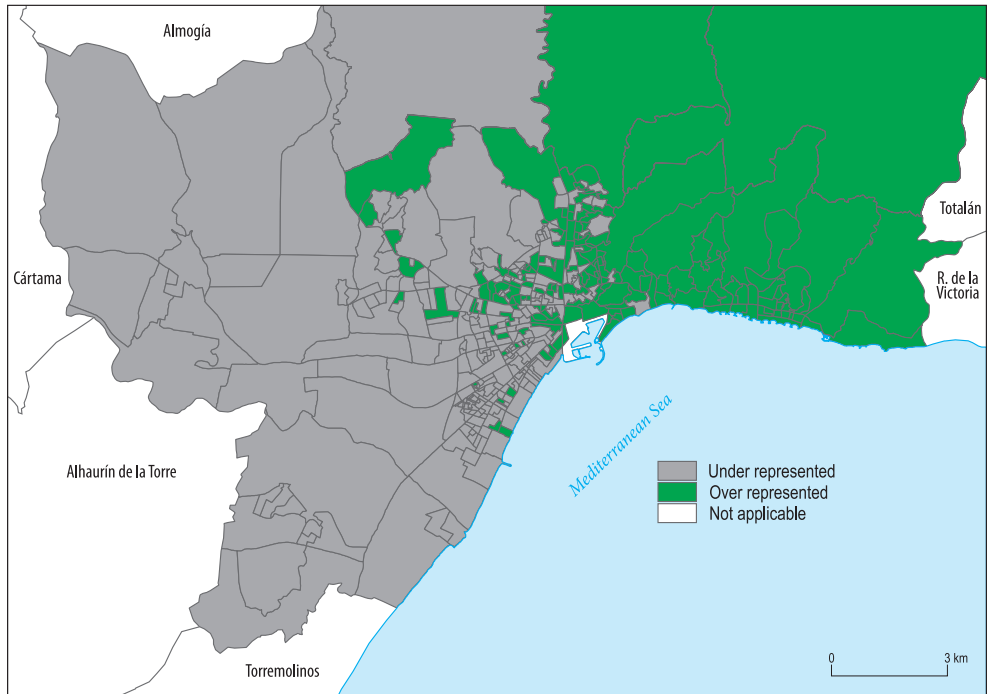 Almogía
Totalán
Cártama
R. de la
Victoria
Mediterranean Sea
Alhaurín de la Torre
Under represented
Over represented
Not applicable
Torremolinos
0 3 km